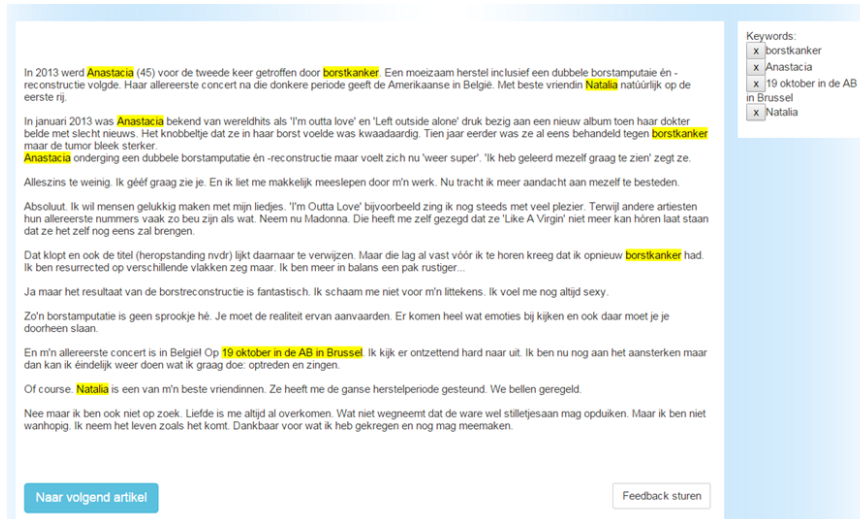 In 2013 werd Anastacia (45) voor de tweede keer getroffen door borstkanker. Een moeizaam herstel inclusief een dubbele borstamputaie én -
reconstructie volgde. Haar allereerste concert na die donkere periode geeft de Amerikaanse in België. Met beste vriendin Natalia natúúrlijk op de
eerste rij.
In januari 2013 was Anastacia bekend van wereldhits als 'I'm outta love' en 'Left outside alone' druk bezig aan een nieuw album toen haar dokter
belde met slecht nieuws. Het knobbeltje dat ze in haar borst voelde was kwaadaardig. Tien jaar eerder was ze al eens behandeld tegen borstkanker
maar de tumor bleek sterker.
Anastacia onderging een dubbele borstamputatie én -reconstructie maar voelt zich nu 'weer super'. 'Ik heb geleerd mezelf graag te zien' zegt ze.
Alleszins te weinig. Ik gééf graag zie je. En ik liet me makkelijk meeslepen door m'n werk. Nu tracht ik meer aandacht aan mezelf te besteden.
Absoluut. Ik wil mensen gelukkig maken met mijn liedjes. 'I'm Outta Love' bijvoorbeeld zing ik nog steeds met veel plezier. Terwijl andere artiesten
hun allereerste nummers vaak zo beu zijn als wat. Neem nu Madonna. Die heeft me zelf gezegd dat ze 'Like A Virgin' niet meer kan hóren laat staan
dat ze het zelf nog eens zal brengen.
Dat klopt en ook de titel (heropstanding nvdr) lijkt daarnaar te verwijzen. Maar die lag al vast vóór ik te horen kreeg dat ik opnieuw borstkanker had.
Ik ben resurrected op verschillende vlakken zeg maar. Ik ben meer in balans een pak rustiger...
Ja maar het resultaat van de borstreconstructie is fantastisch. Ik schaam me niet voor m'n littekens. Ik voel me nog altijd sexy.
Zo'n borstamputatie is geen sprookje hé. Je moet de realiteit ervan aanvaarden. Er komen heel wat emoties bij kijken en ook daar moet je je
doorheen slaan.
En m'n allereerste concert is in België! Op 19 oktober in de AB in Brussel. Ik kijk er ontzettend hard naar uit. Ik ben nu nog aan het aansterken maar
dan kan ik éindelijk weer doen wat ik graag doe: optreden en zingen.
Of course. Natalia is een van m'n beste vriendinnen. Ze heeft me de ganse herstelperiode gesteund. We bellen geregeld.
Nee maar ik ben ook niet op zoek. Liefde is me altijd al overkomen. Wat niet wegneemt dat de ware wel stilletjesaan mag opduiken. Maar ik ben niet
wanhopig. Ik neem het leven zoals het komt. Dankbaar voor wat ik heb gekregen en nog mag meemaken.
Naar volgend artikel
Feedback sturen
Keywords:
x borstkanker
x Anastacia
x 19 oktober in de AB
in Brussel
x Natalia